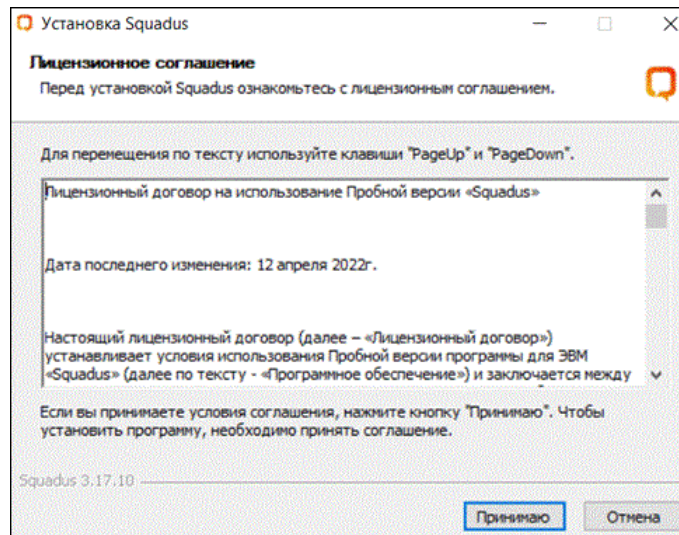 Установка Squadus
Лицензионное соглашение
Перед установкой Squadus ознакомьтесь с лицензионным соглашением.
Для перемещения по тексту используйте клавиши "PageUp" и "PageDown".
Лицензионный договор на использование Пробной версии «Squadus»
Дата последнего изменения: 12 апреля 2022г.
Настоящий лицензионный договор (далее – «Лицензионный договор»)
устанавливает условия использования Пробной версии программы для ЭВМ
«Squadus» (далее по тексту - «Программное обеспечение») и заключается между
Если вы принимаете условия соглашения, нажмите кнопку "Принимаю". Чтобы
установить программу, необходимо принять соглашение.
Squadus 3.17.10
Принимаю
Отмена